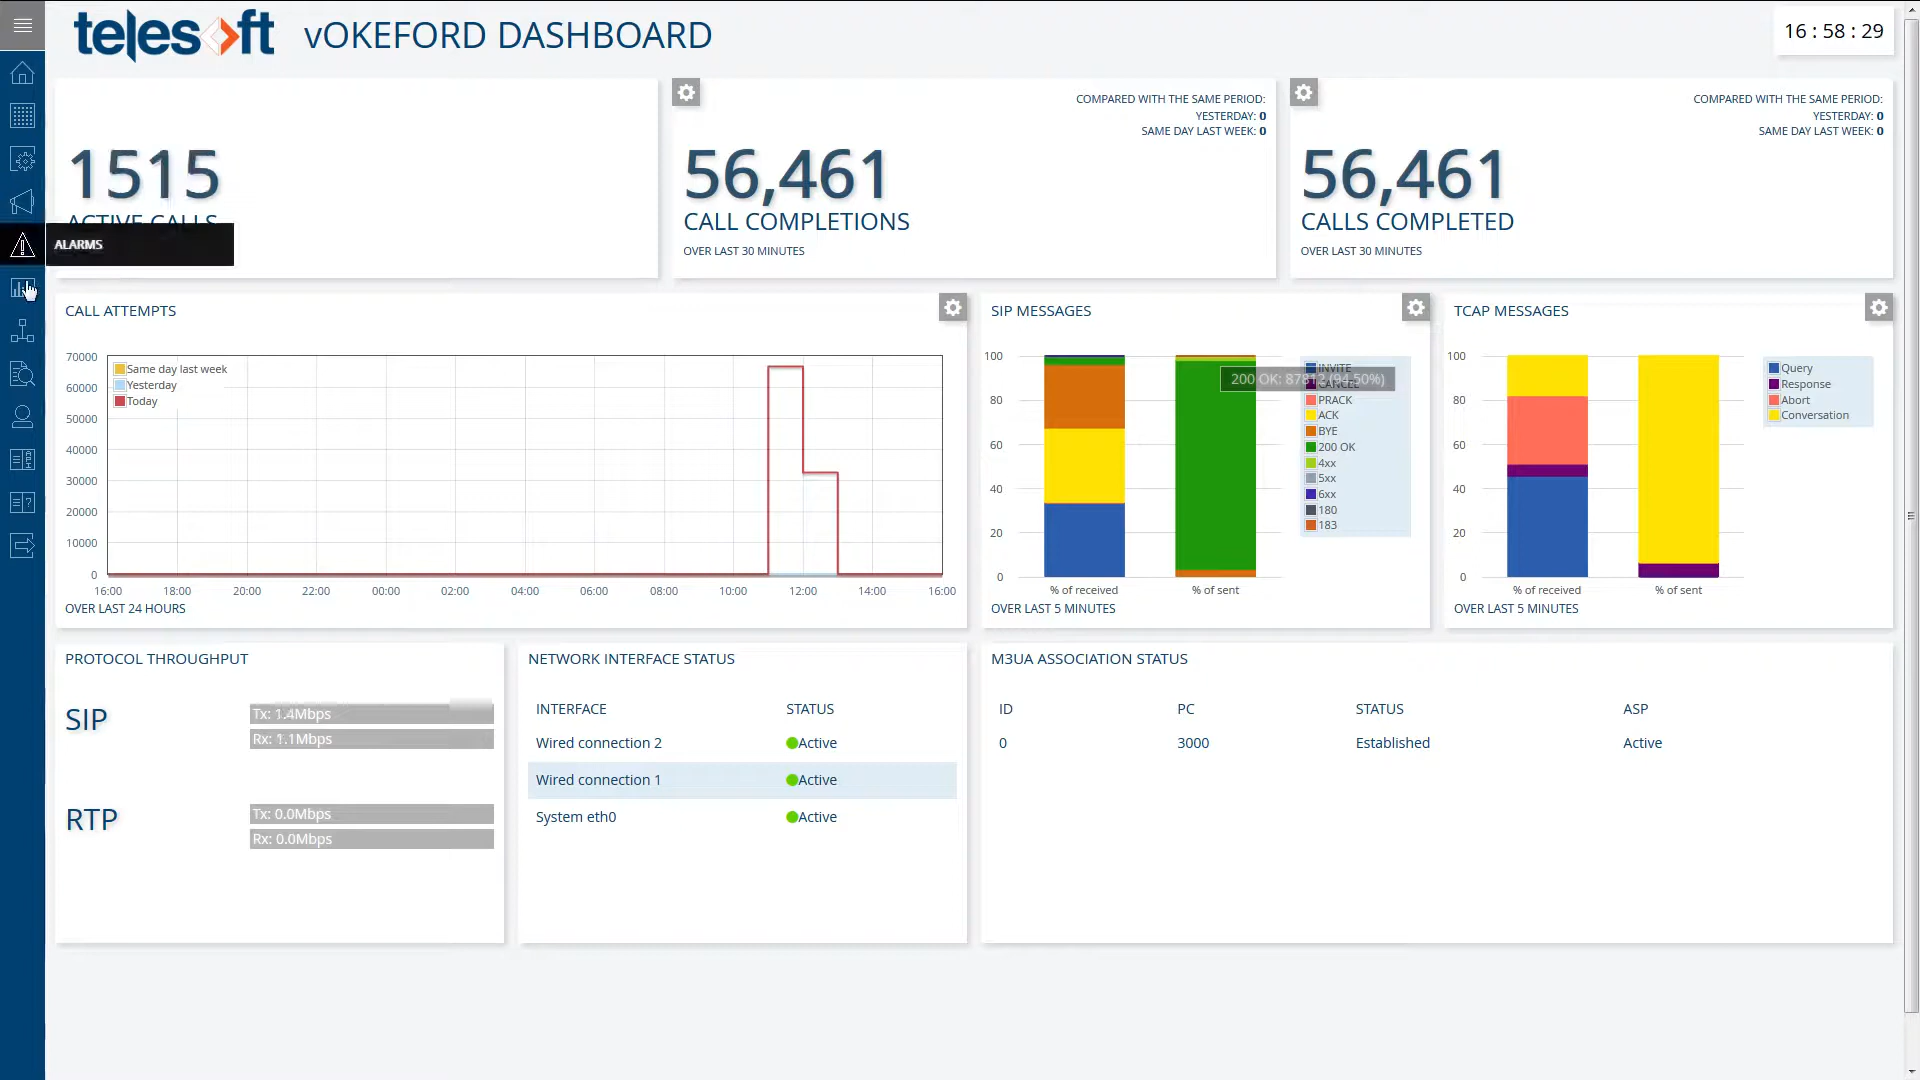 telesoft vOKEFORD DASHBOARD
16 : 58 : 29
1515
ACTIVE CALLS
ALARMS
COMPARED WITH THE SAME PERIOD:
YESTERDAY: 0
SAME DAY LAST WEEK: 0
56,461
CALL COMPLETIONS
OVER LAST 30 MINUTES
COMPARED WITH THE SAME PERIOD:
YESTERDAY: 0
SAME DAY LAST WEEK: 0
56,461
CALLS COMPLETED
OVER LAST 30 MINUTES
CALL ATTEMPTS
70000
60000
50000
40000
30000
20000
10000
0
Same day last week
Yesterday
Today
16:00 18:00 20:00 22:00 00:00 02:00 04:00 06:00 08:00 10:00 12:00 14:00 16:00
OVER LAST 24 HOURS
SIP MESSAGES
100
80
60
40
20
0
% of received % of sent
200 OK: 87812 (94.50%)
INVITE
CANCEL
PRACK
ACK
BYE
200 OK
4xx
5xx
6xx
180
183
OVER LAST 5 MINUTES
TCAP MESSAGES
100
80
60
40
20
0
% of received % of sent
Query
Response
Abort
Conversation
OVER LAST 5 MINUTES
PROTOCOL THROUGHPUT
SIP
Tx: 1.4Mbps
Rx: 1.1Mbps
RTP
Tx: 0.0Mbps
Rx: 0.0Mbps
NETWORK INTERFACE STATUS
INTERFACE STATUS
Wired connection 2 Active
Wired connection 1 Active
System eth0 Active
M3UA ASSOCIATION STATUS
ID PC STATUS ASP
0 3000 Established Active